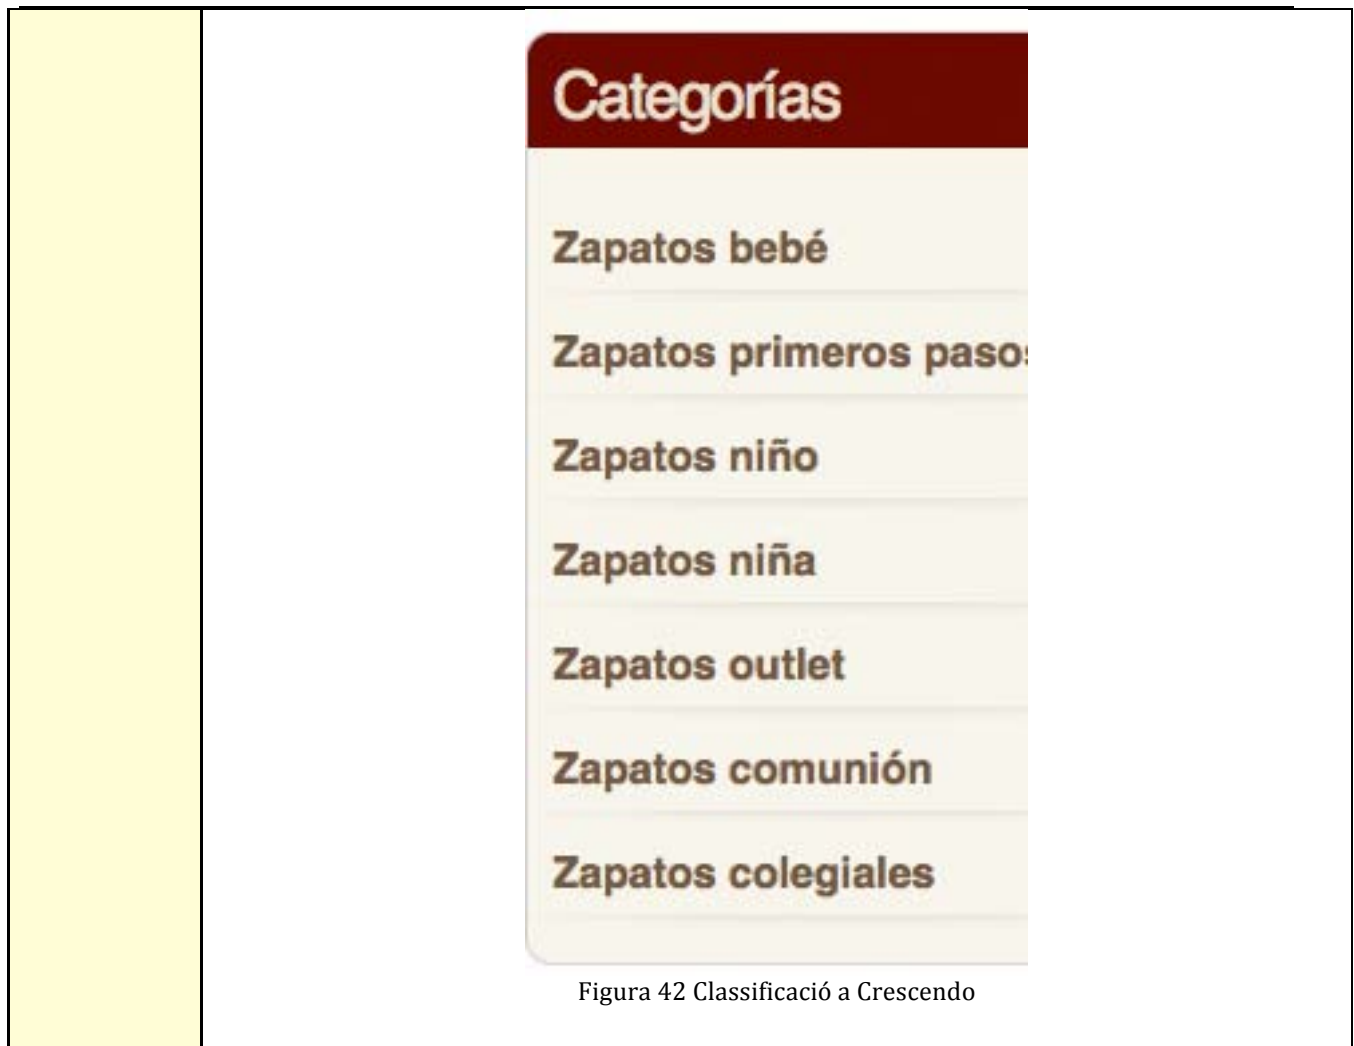 Categorías
Zapatos bebé
Zapatos primeros pasos
Zapatos niño
Zapatos niña
Zapatos outlet
Zapatos comunión
Zapatos colegiales
Figura 42 Classificació a Crescendo